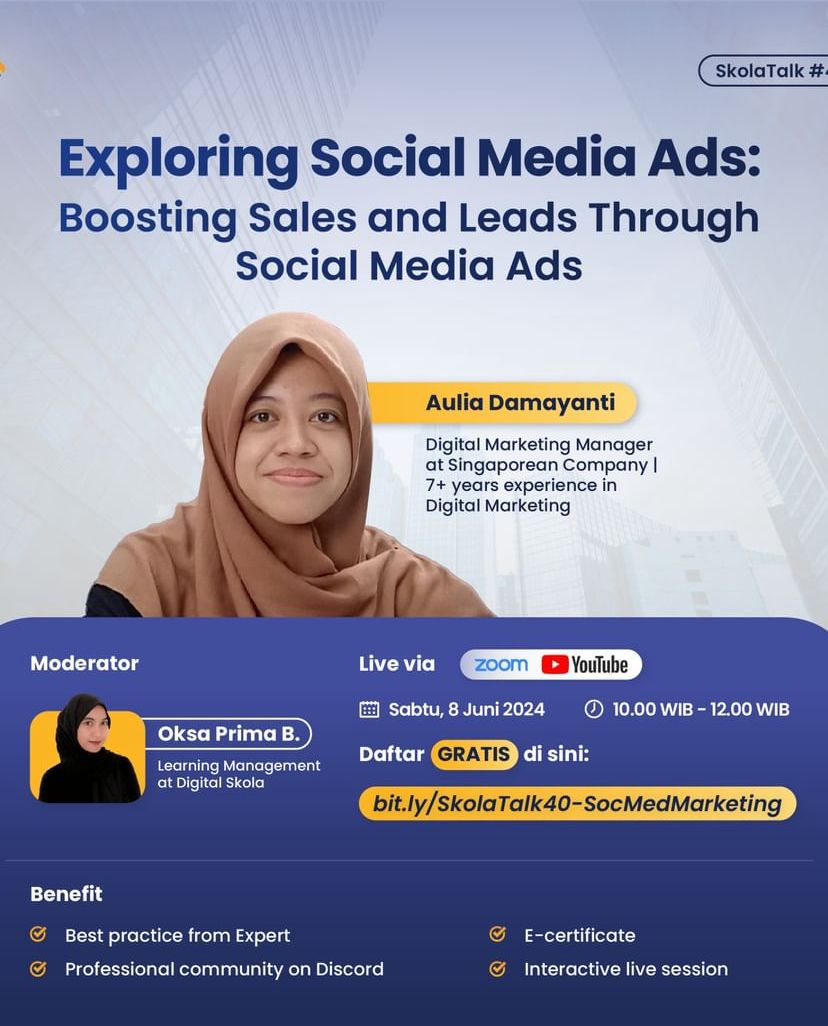 SkolaTalk #4
Exploring Social Media Ads:
Boosting Sales and Leads Through
Social Media Ads
Aulia Damayanti
Digital Marketing Manager
at Singaporean Company |
7+ years experience in
Digital Marketing
Moderator
Oksa Prima B.
Learning Management
at Digital Skola
Live via zoom YouTube
Sabtu, 8 Juni 2024 10.00 WIB - 12.00 WIB
Daftar GRATIS di sini:
bit.ly/SkolaTalk40-SocMedMarketing
Benefit
Best practice from Expert
Professional community on Discord
E-certificate
Interactive live session